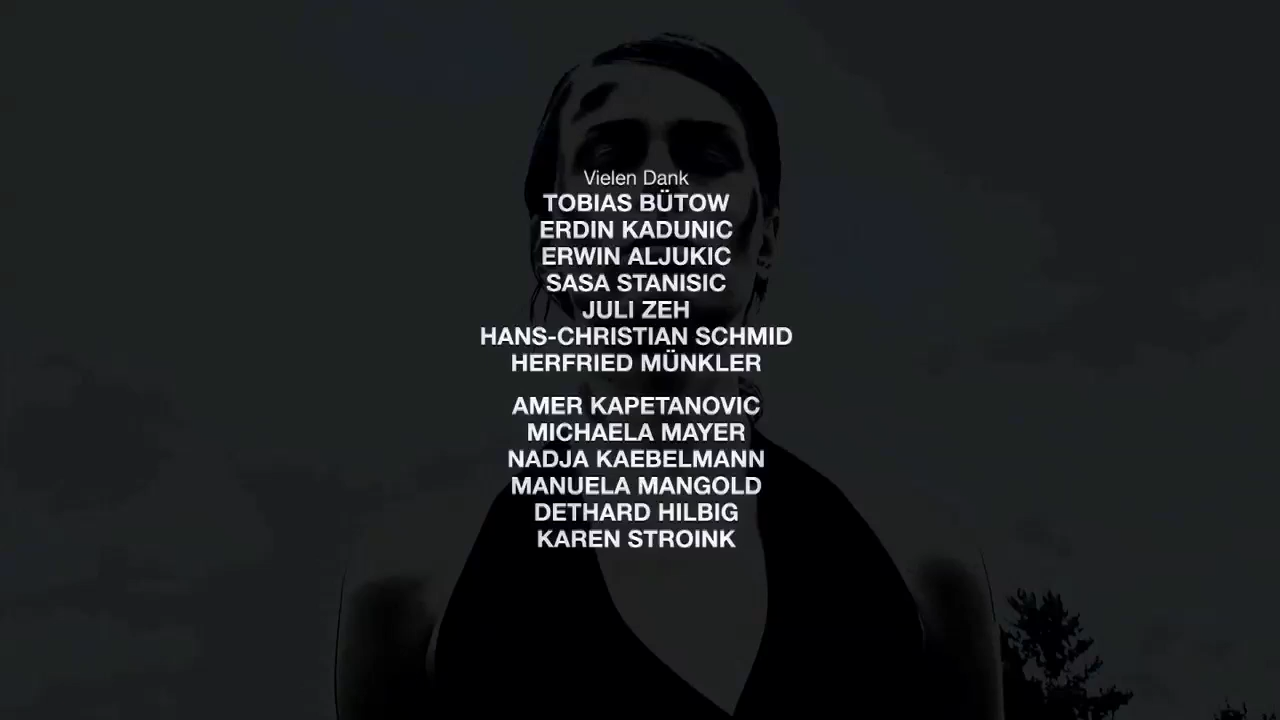 Vielen Dank
TOBIAS BÜTOW
ERDIN KADUNIC
ERWIN ALJUKIC
SASA STANISIC
JULI ZEH
HANS-CHRISTIAN SCHMID
HERFRIED MÜNKLER
AMER KAPETANOVIC
MICHAELA MAYER
NADJA KAEBELMANN
MANUELA MANGOLD
DETHARD HILBIG
KAREN STROINK